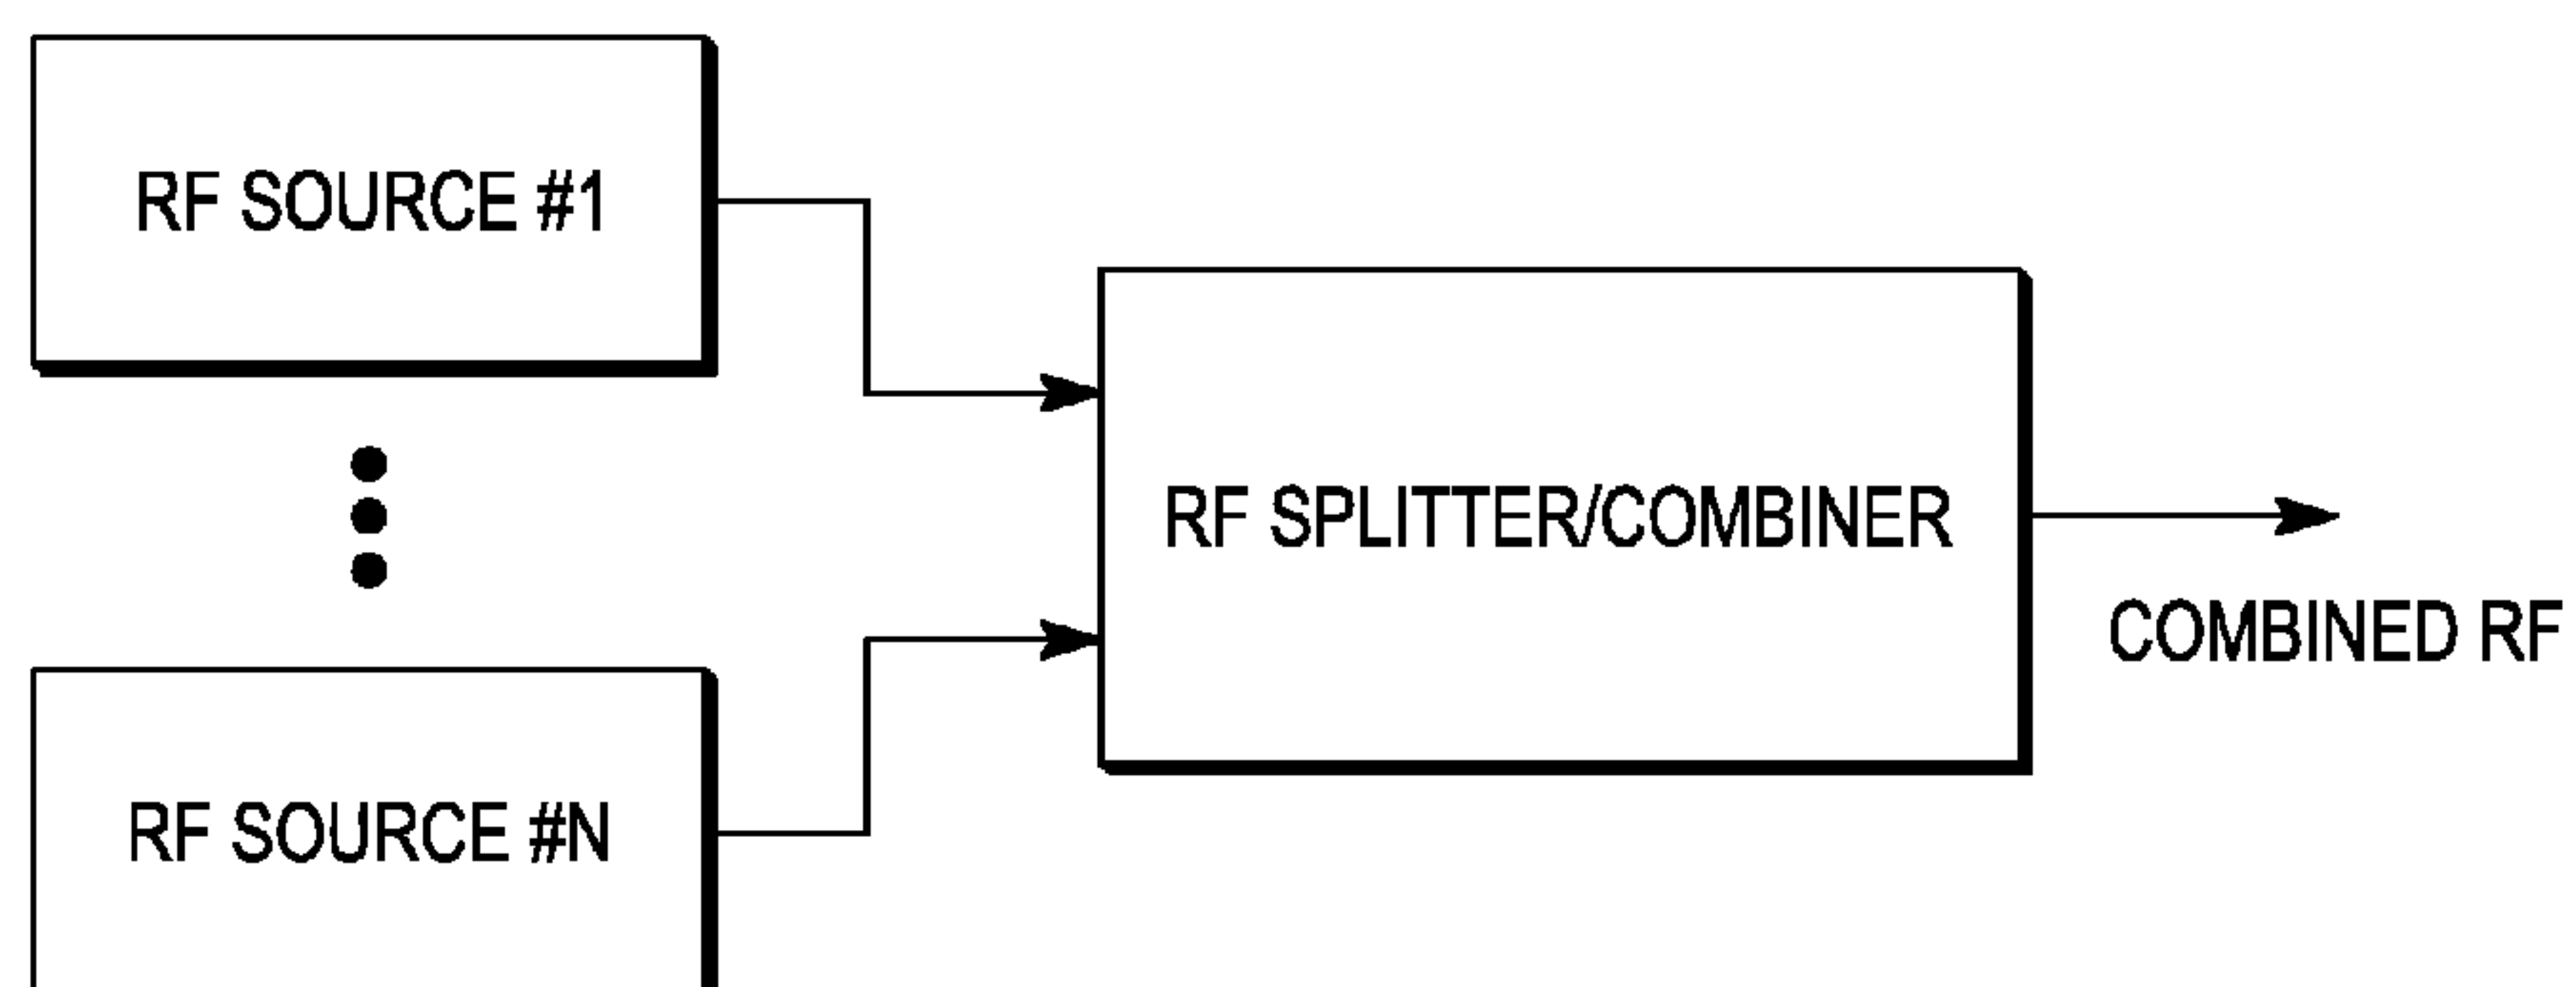 RF SOURCE #1
RF SPLITTER/COMBINER
COMBINED RF
RF SOURCE #N